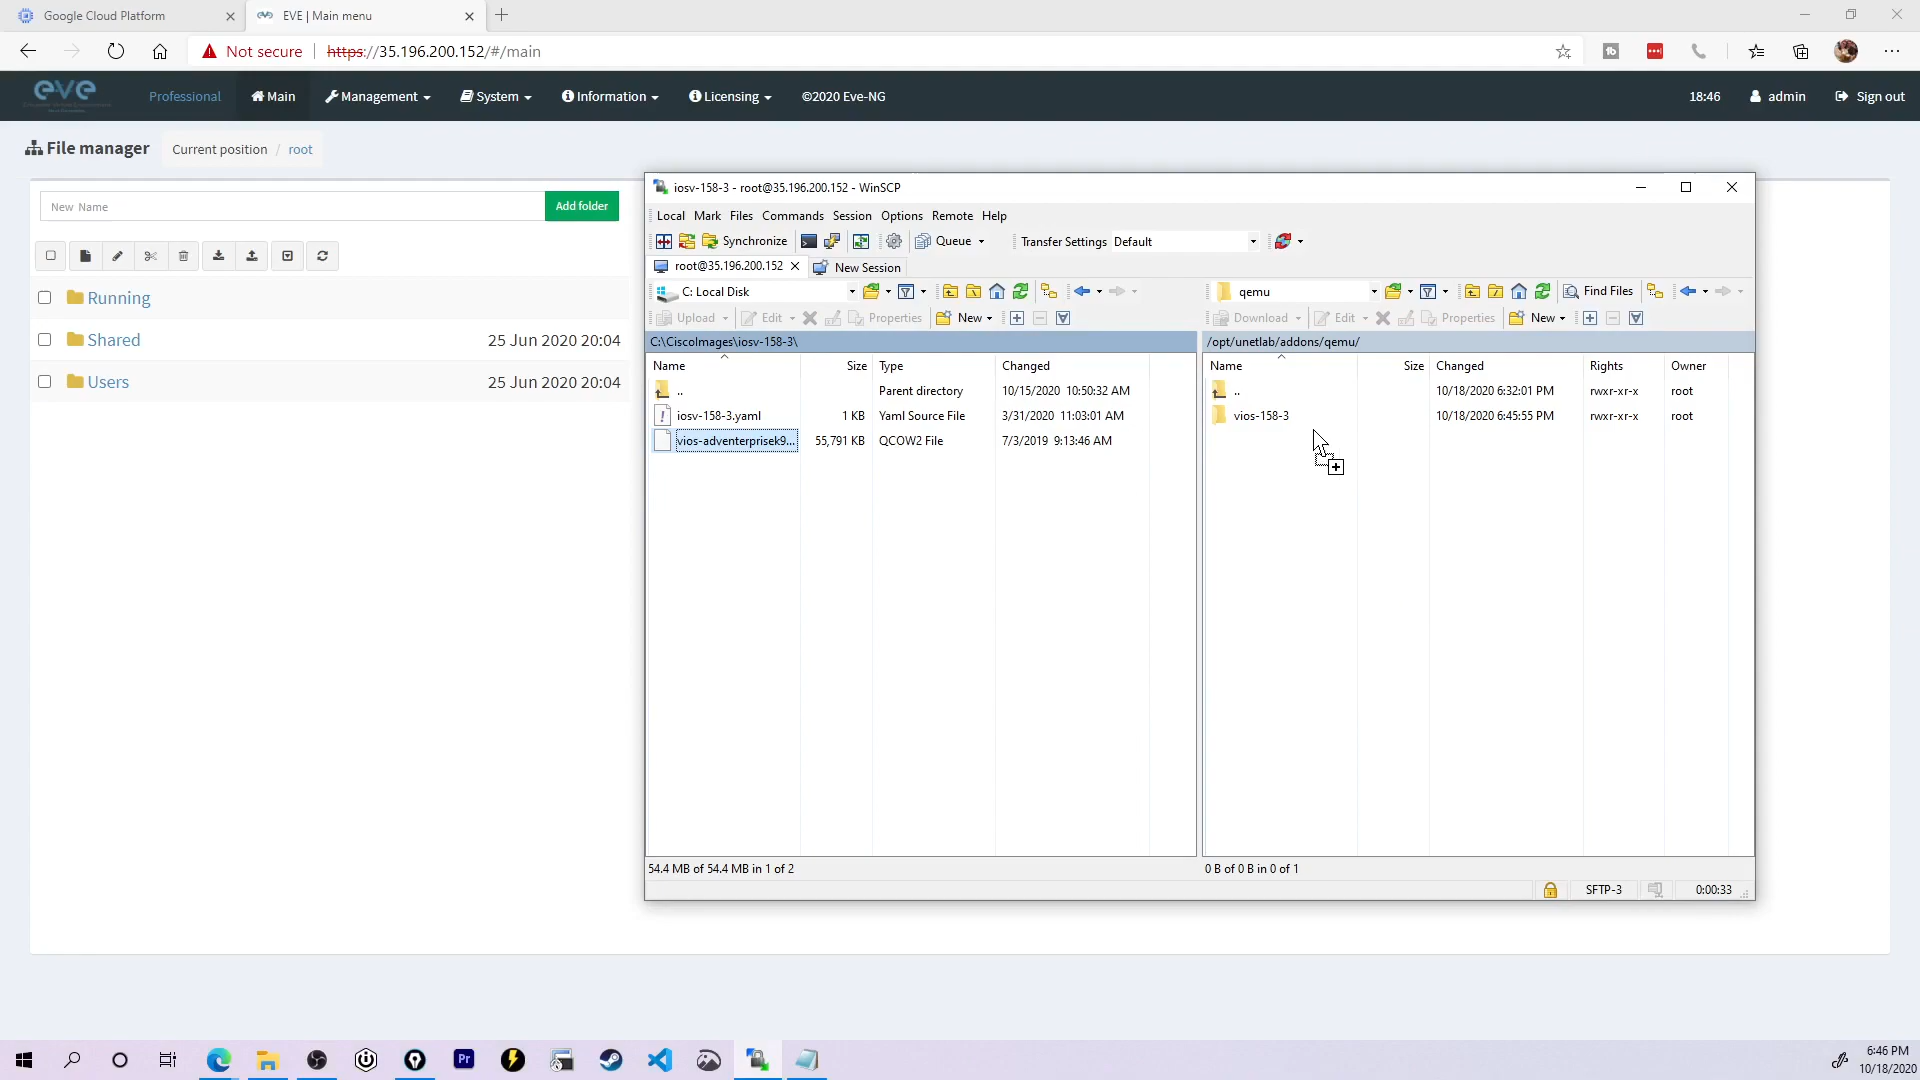 Google Cloud Platform
EVE | Main menu
Not secure
https://35.196.200.152/#/main
eve
Professional
Main
Management
System
Information
Licensing
©2020 Eve-NG
18:46
admin
Sign out
File manager
Current position / root
New Name
Add folder
Running
Shared
25 Jun 2020 20:04
Users
25 Jun 2020 20:04
iosv-158-3 - root@35.196.200.152 - WinSCP
Local Mark Files Commands Session Options Remote Help
Synchronize
Queue
Transfer Settings Default
root@35.196.200.152
New Session
C: Local Disk
Upload
Edit
Properties
New
C:\CiscoImages\iosv-158-3\
Name Size Type Changed
.. Parent directory 10/15/2020 10:50:32 AM
iosv-158-3.yaml 1 KB Yaml Source File 3/31/2020 11:03:01 AM
vios-adventerprisek9... 55,791 KB QCOW2 File 7/3/2019 9:13:46 AM
54.4 MB of 54.4 MB in 1 of 2
qemu
Find Files
Download
Edit
Properties
New
/opt/unetlab/addons/qemu/
Name Size Changed Rights Owner
.. 10/18/2020 6:32:01 PM rwxr-xr-x root
vios-158-3 10/18/2020 6:45:55 PM rwxr-xr-x root
0 B of 0 B in 0 of 1
SFTP-3
0:00:33
Pr
6:46 PM
10/18/2020